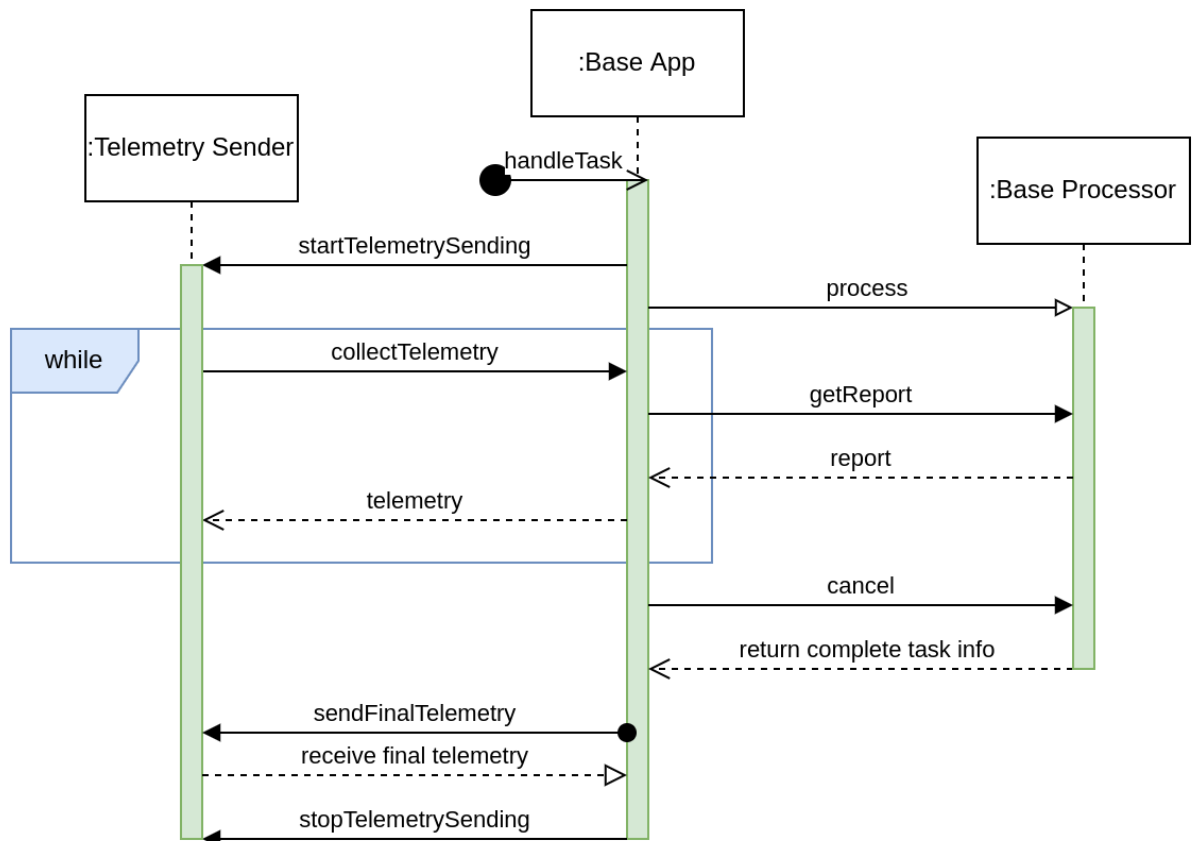 :Base App
:Telemetry Sender
:Base Processor
handleTask
startTelemetrySending
process
while
collectTelemetry
getReport
report
telemetry
cancel
return complete task info
sendFinalTelemetry
receive final telemetry
stopTelemetrySending